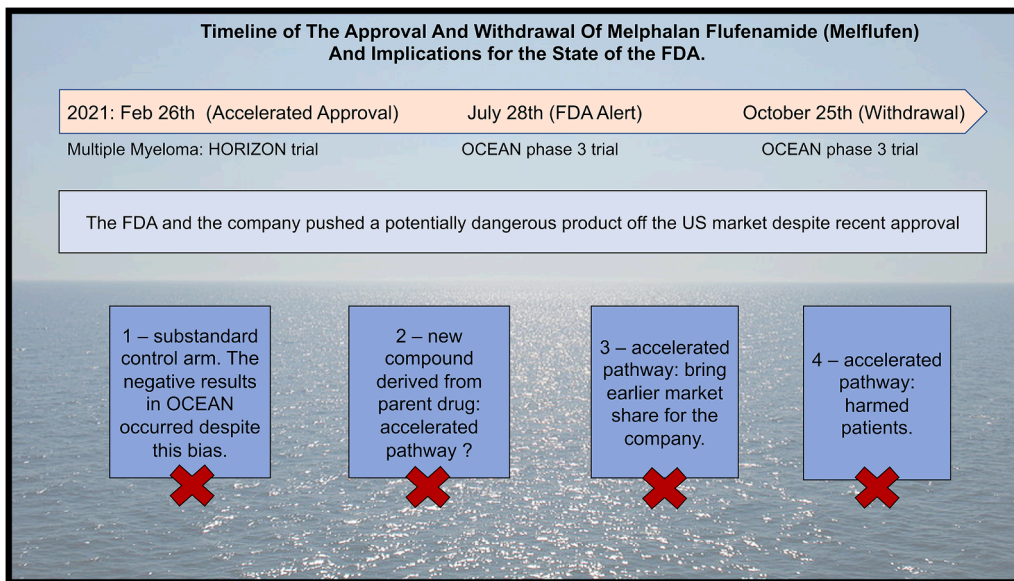 Timeline of The Approval And Withdrawal Of Melphalan Flufenamide (Melflufen)
And Implications for the State of the FDA.
2021: Feb 26th (Accelerated Approval) July 28th (FDA Alert) October 25th (Withdrawal)
Multiple Myeloma: HORIZON trial OCEAN phase 3 trial OCEAN phase 3 trial
The FDA and the company pushed a potentially dangerous product off the US market despite recent approval
1 – substandard
control arm. The
negative results
in OCEAN
occurred despite
this bias.
2 – new
compound
derived from
parent drug:
accelerated
pathway ?
3 – accelerated
pathway: bring
earlier market
share for the
company.
4 – accelerated
pathway:
harmed
patients.